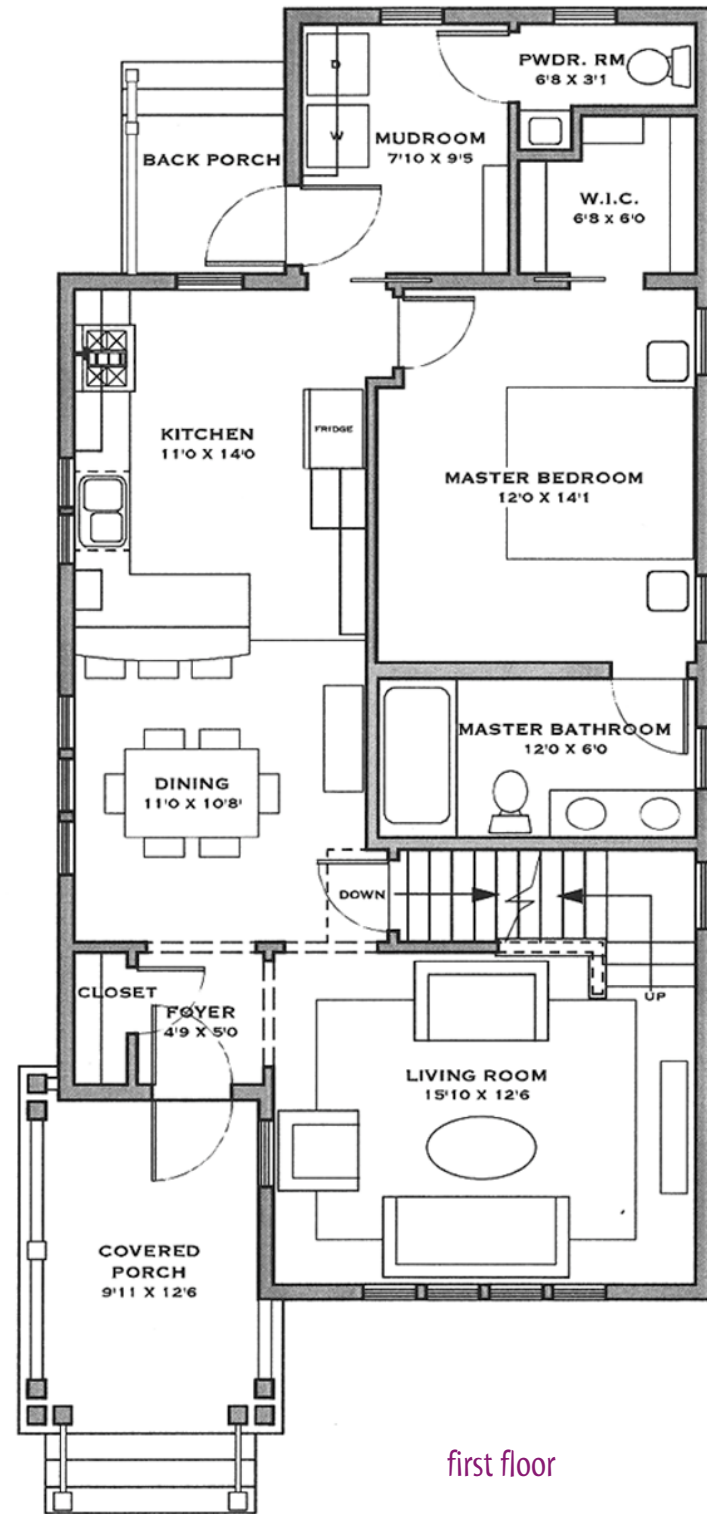 PWDR. RM
6'8 X 3'1
D
W
MUDROOM
7'10 X 9'5
BACK PORCH
W.I.C.
6'8 X 6'0
KITCHEN
11'0 X 14'0
FRIDGE
MASTER BEDROOM
12'0 X 14'1
MASTER BATHROOM
12'0 X 6'0
DINING
11'0 X 10'8'
DOWN
UP
CLOSET
FOYER
4'9 X 5'0
LIVING ROOM
15'10 X 12'6
COVERED
PORCH
9'11 X 12'6
first floor